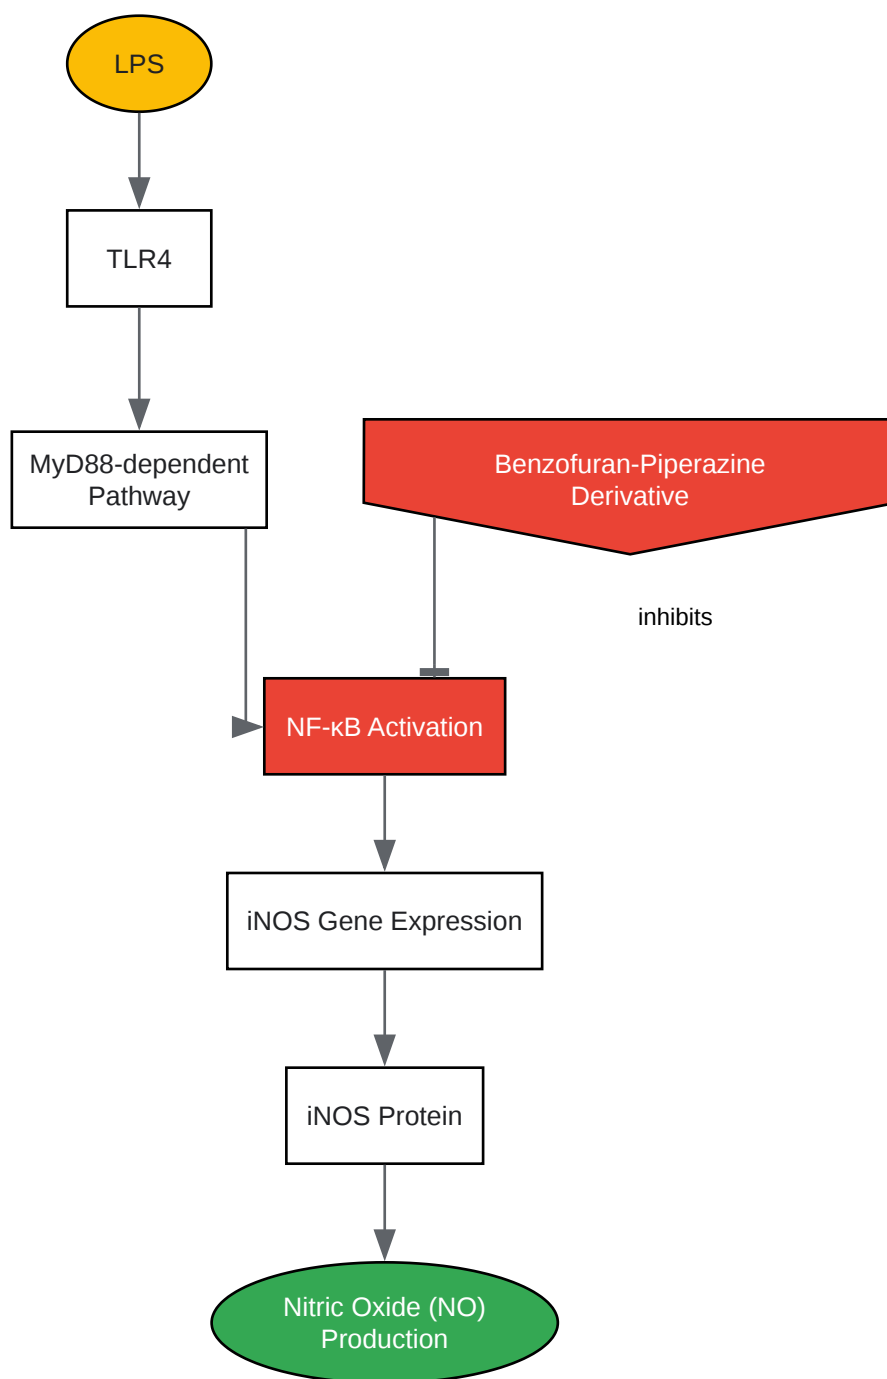 LPS
TLR4
MyD88-dependent
Pathway
Benzofuran-Piperazine
Derivative
inhibits
NF-κB Activation
iNOS Gene Expression
iNOS Protein
Nitric Oxide (NO)
Production